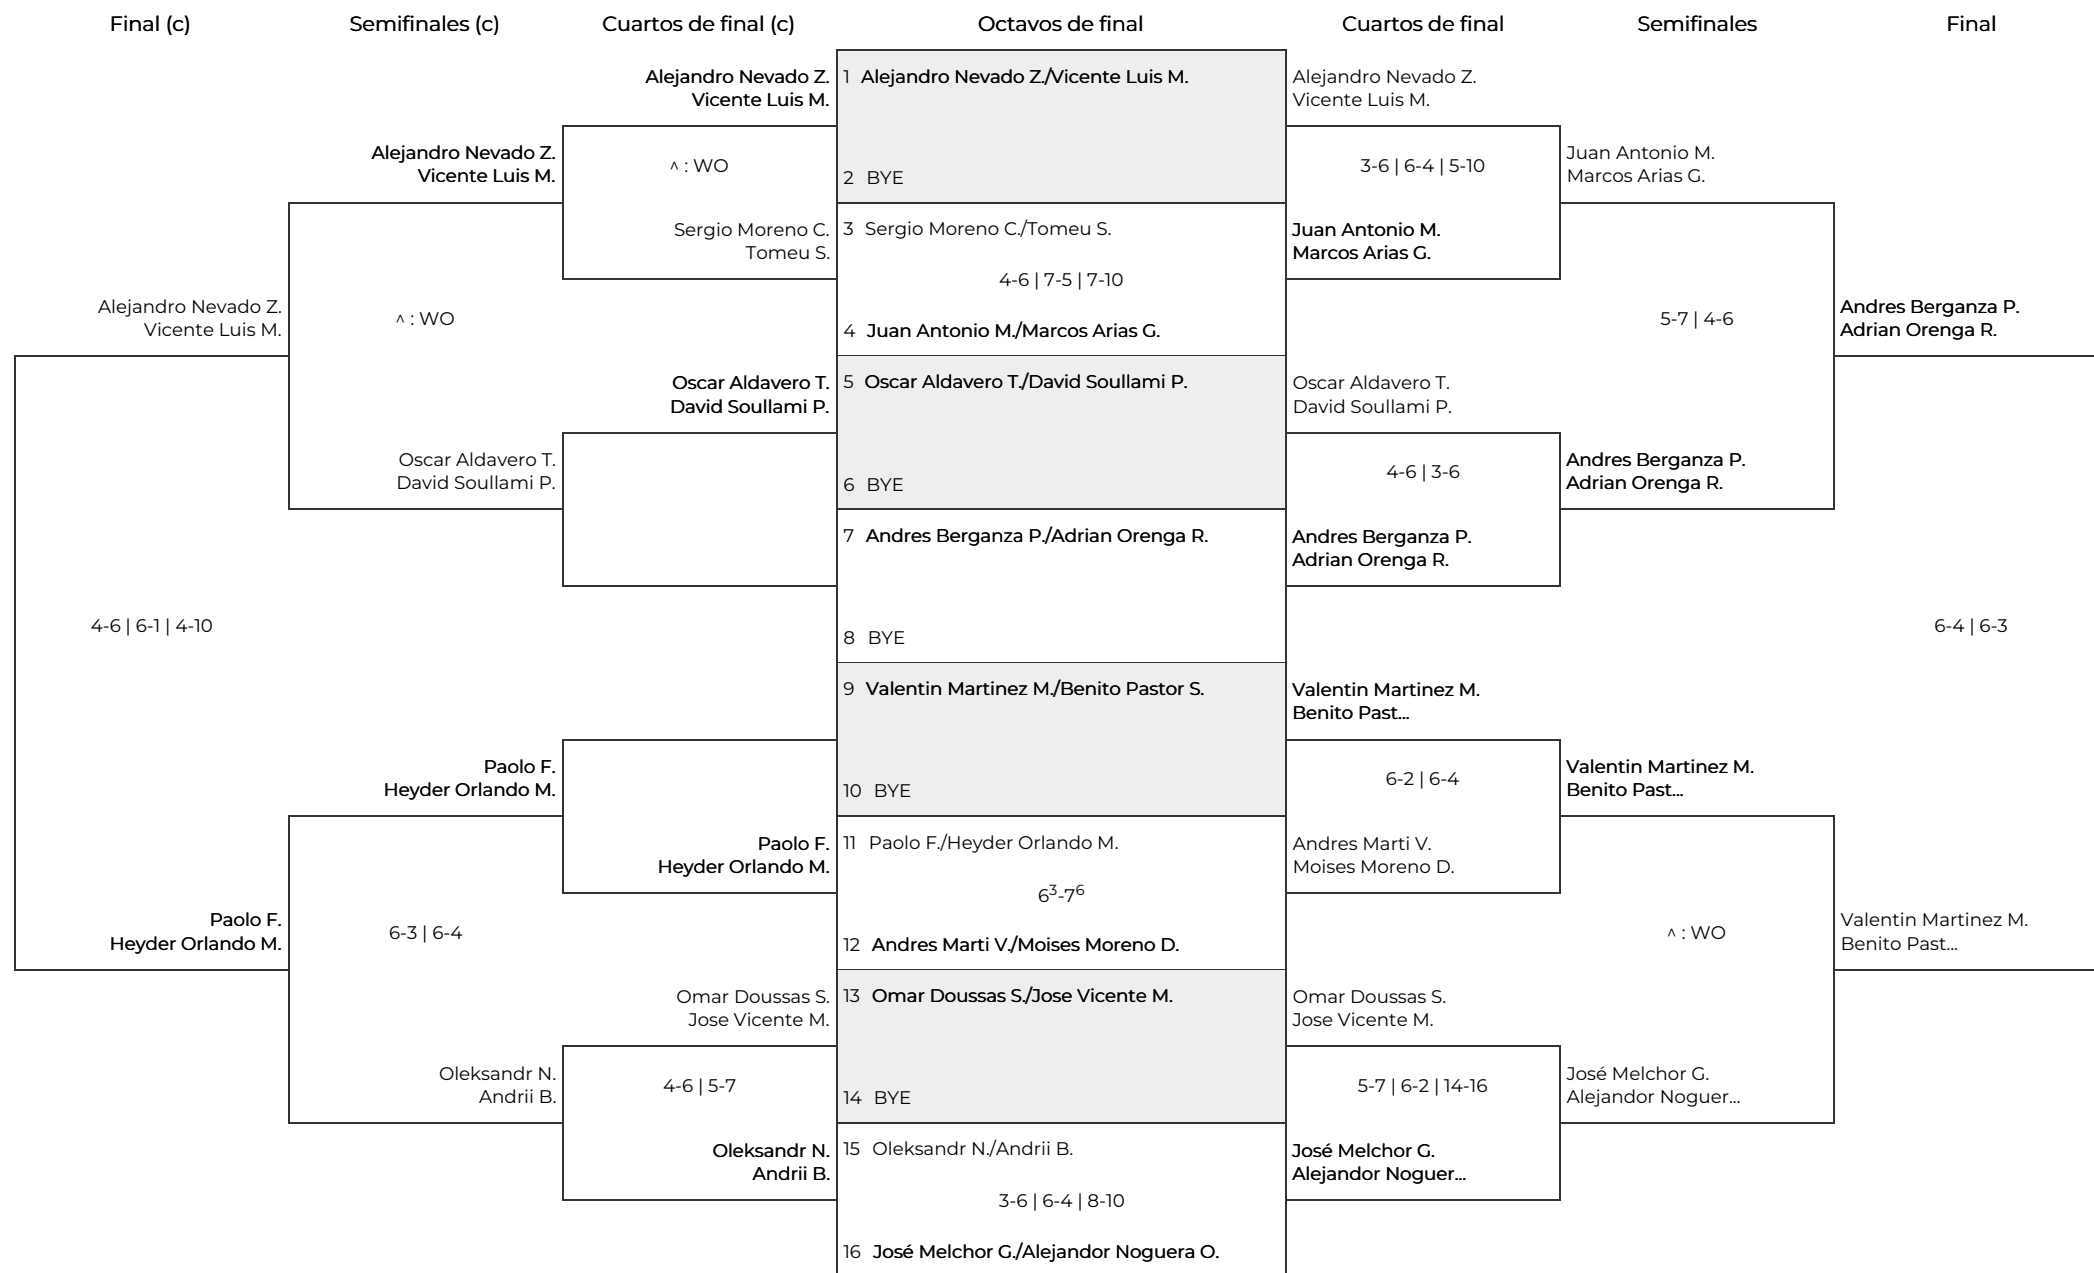 Final (c)
Semifinales (c)
Cuartos de final (c)
Octavos de final
Cuartos de final
Semifinales
Final
Alejandro Nevado Z.
Vicente Luis M.
Paolo F.
Heyder Orlando M.
4-6 | 6-1 | 4-10
Alejandro Nevado Z.
Vicente Luis M.
^ : WO
Oscar Aldavero T.
David Soullami P.
Paolo F.
Heyder Orlando M.
6-3 | 6-4
Oleksandr N.
Andrii B.
Alejandro Nevado Z.
Vicente Luis M.
^ : WO
Sergio Moreno C.
Tomeu S.
Oscar Aldavero T.
David Soullami P.
Paolo F.
Heyder Orlando M.
Omar Doussas S.
Jose Vicente M.
4-6 | 5-7
Oleksandr N.
Andrii B.
1 Alejandro Nevado Z./Vicente Luis M.
2 BYE
3 Sergio Moreno C./Tomeu S.
4-6 | 7-5 | 7-10
4 Juan Antonio M./Marcos Arias G.
5 Oscar Aldavero T./David Soullami P.
6 BYE
7 Andres Berganza P./Adrian Orenga R.
8 BYE
9 Valentin Martinez M./Benito Pastor S.
10 BYE
11 Paolo F./Heyder Orlando M.
6³-7⁶
12 Andres Marti V./Moises Moreno D.
13 Omar Doussas S./Jose Vicente M.
14 BYE
15 Oleksandr N./Andrii B.
3-6 | 6-4 | 8-10
16 José Melchor G./Alejandor Noguera O.
Alejandro Nevado Z.
Vicente Luis M.
3-6 | 6-4 | 5-10
Juan Antonio M.
Marcos Arias G.
Oscar Aldavero T.
David Soullami P.
4-6 | 3-6
Andres Berganza P.
Adrian Orenga R.
Valentin Martinez M.
Benito Past...
6-2 | 6-4
Andres Marti V.
Moises Moreno D.
Omar Doussas S.
Jose Vicente M.
5-7 | 6-2 | 14-16
José Melchor G.
Alejandor Noguer...
Juan Antonio M.
Marcos Arias G.
5-7 | 4-6
Andres Berganza P.
Adrian Orenga R.
Valentin Martinez M.
Benito Past...
^ : WO
José Melchor G.
Alejandor Noguer...
Andres Berganza P.
Adrian Orenga R.
6-4 | 6-3
Valentin Martinez M.
Benito Past...